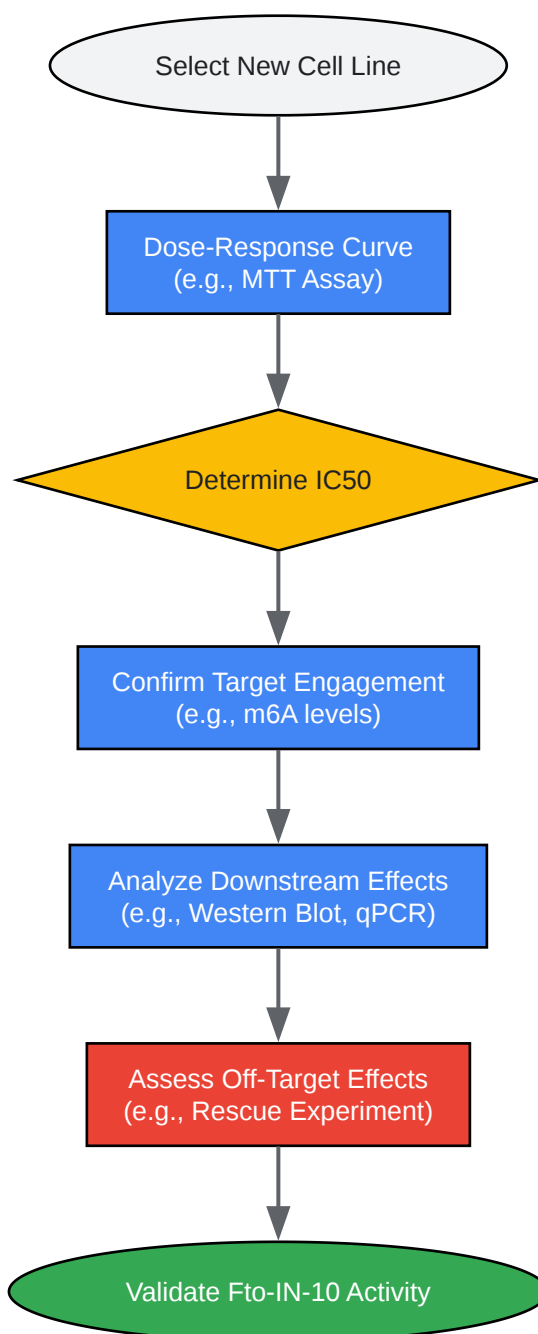 Select New Cell Line
Dose-Response Curve
(e.g., MTT Assay)
Determine IC50
Confirm Target Engagement
(e.g., m6A levels)
Analyze Downstream Effects
(e.g., Western Blot, qPCR)
Assess Off-Target Effects
(e.g., Rescue Experiment)
Validate Fto-IN-10 Activity